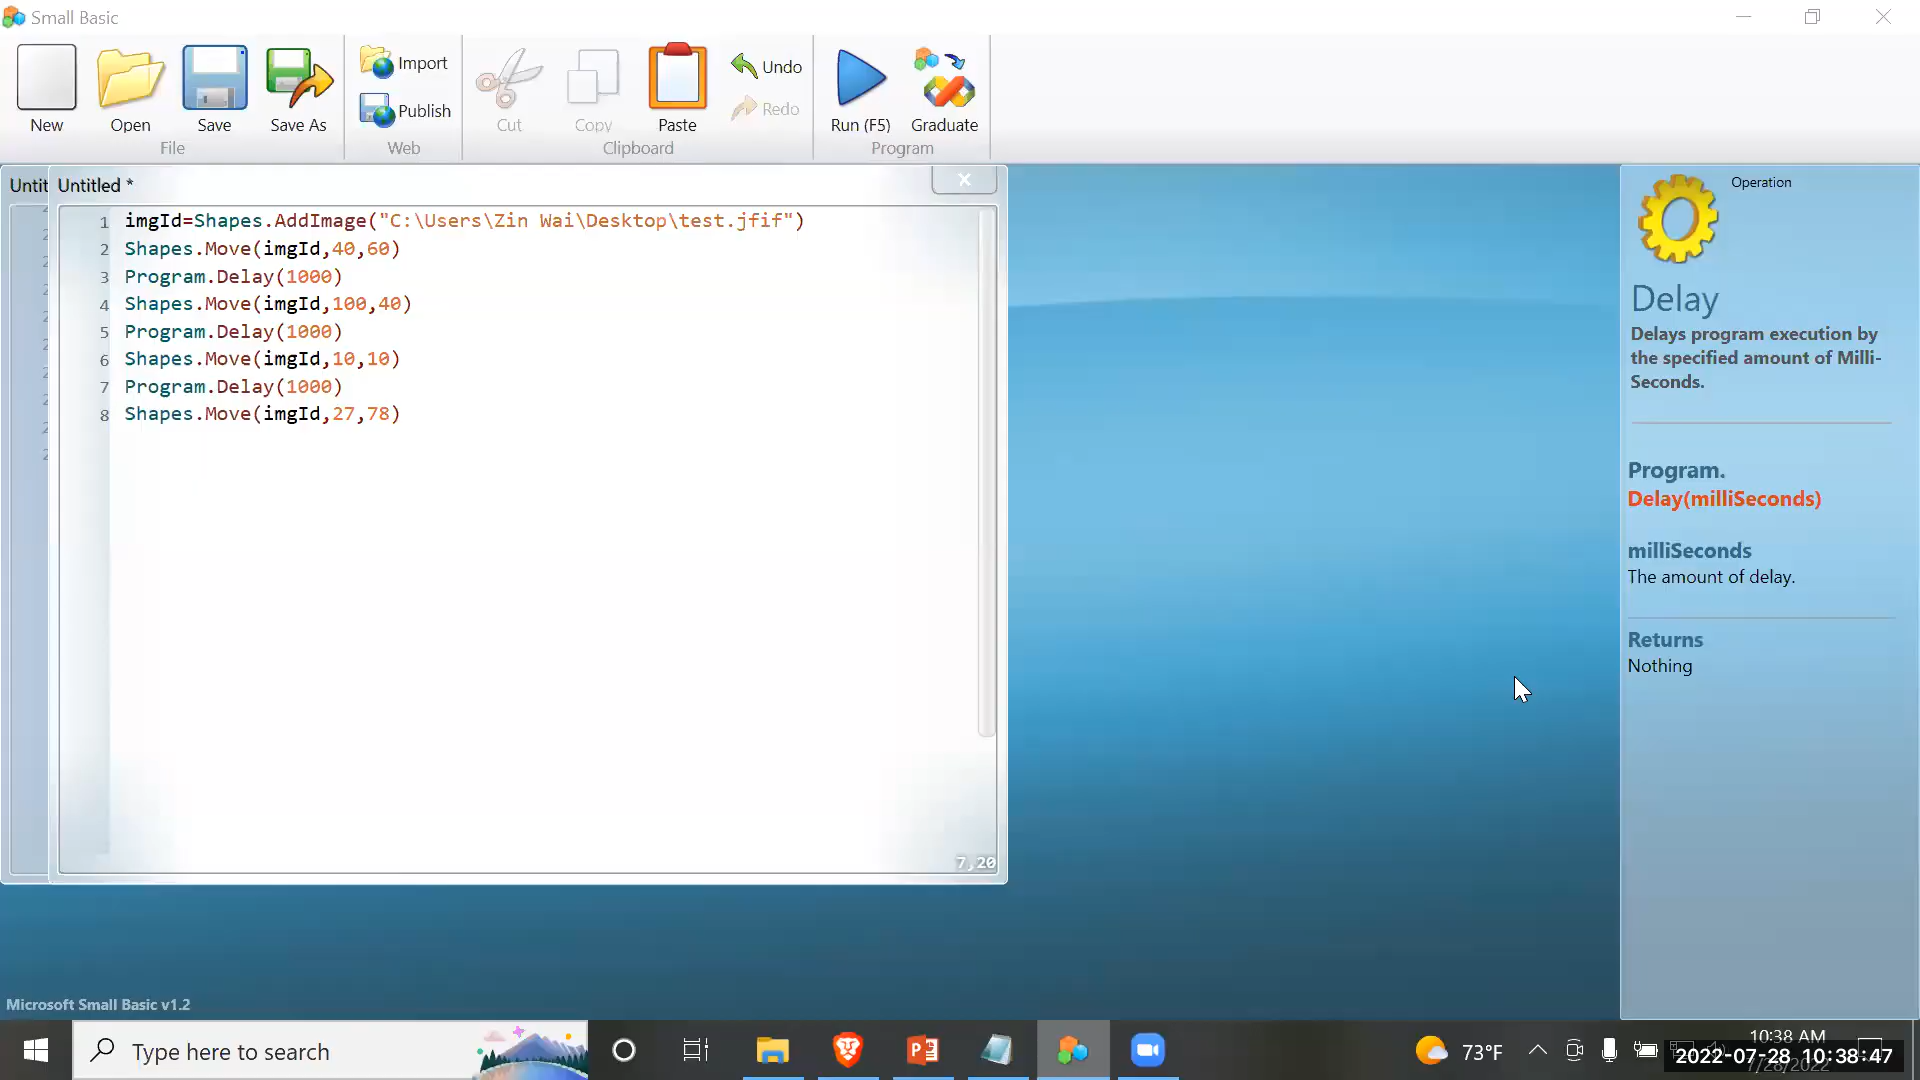 Small Basic
New
Open
Save
Save As
File
Import
Publish
Web
Cut
Copy
Paste
Undo
Redo
Clipboard
Run (F5)
Graduate
Program
Untit
Untitled *
1 imgId=Shapes.AddImage("C:\Users\Zin Wai\Desktop\test.jfif")
2 Shapes.Move(imgId,40,60)
3 Program.Delay(1000)
4 Shapes.Move(imgId,100,40)
5 Program.Delay(1000)
6 Shapes.Move(imgId,10,10)
7 Program.Delay(1000)
8 Shapes.Move(imgId,27,78)
7,20
Operation
Delay
Delays program execution by
the specified amount of Milli-
Seconds.
Program.
Delay(milliSeconds)
milliSeconds
The amount of delay.
Returns
Nothing
Microsoft Small Basic v1.2
Type here to search
73°F
10:38 AM
7/28/2022
2022-07-28 10:38:47